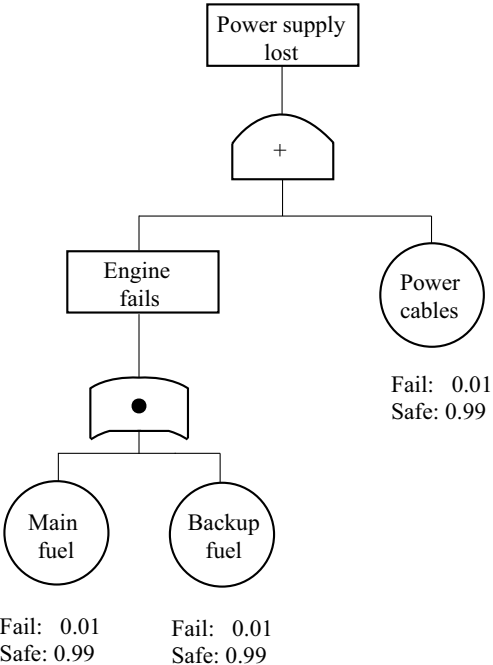 Power supply
lost
+
Engine
fails
Power
cables
Fail: 0.01
Safe: 0.99
Main
fuel
Backup
fuel
Fail: 0.01
Safe: 0.99
Fail: 0.01
Safe: 0.99